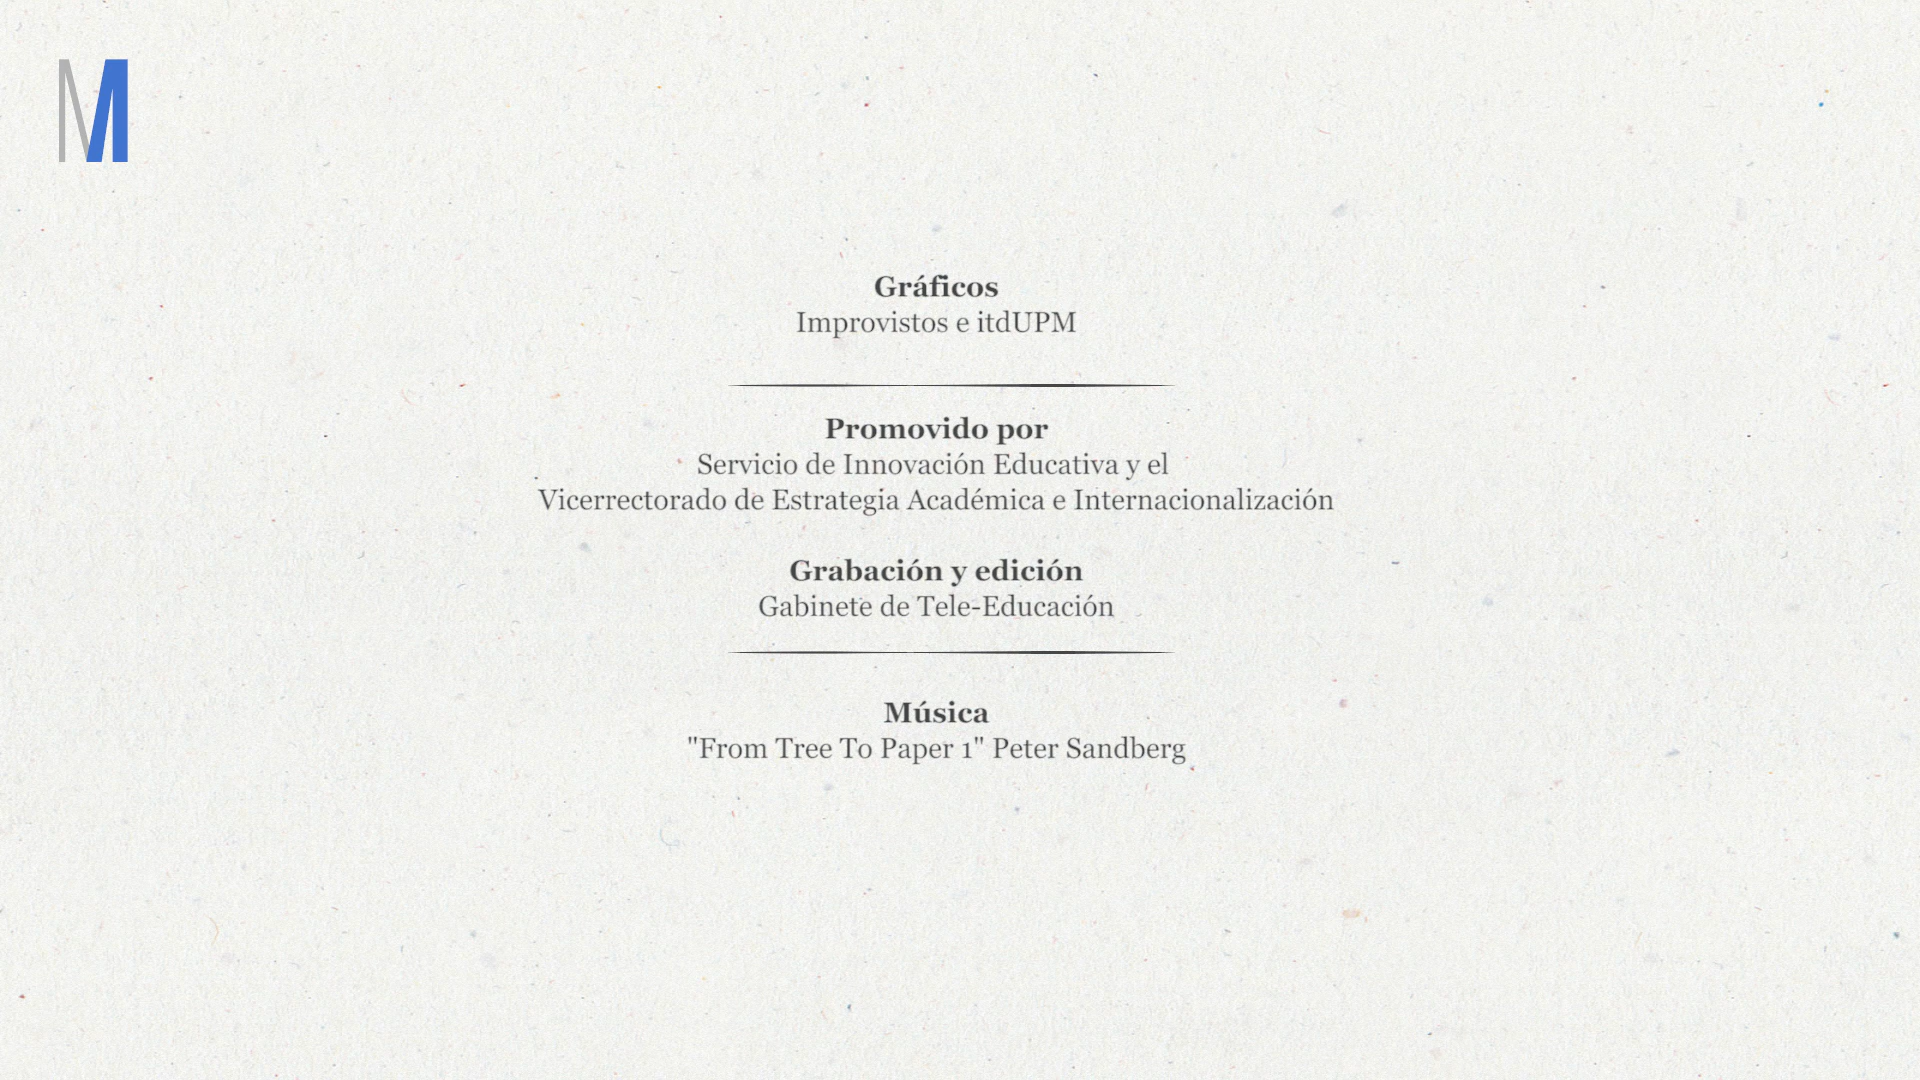 M
Gráficos
Improvistos e itdUPM
Promovido por
Servicio de Innovación Educativa y el
Vicerrectorado de Estrategia Académica e Internacionalización
Grabación y edición
Gabinete de Tele-Educación
Música
"From Tree To Paper 1" Peter Sandberg